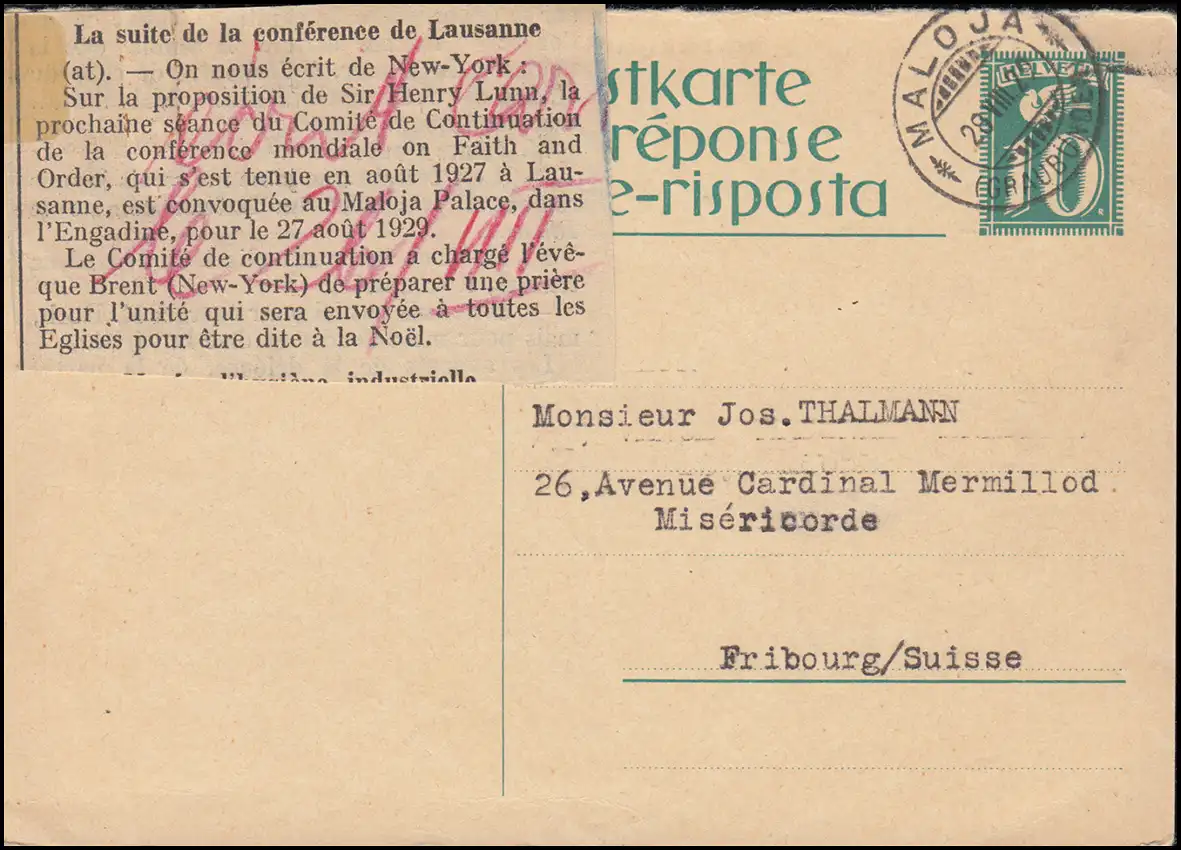 La suite de la conférence de Lausanne
(at). — On nous écrit de New-York :
Sur la proposition de Sir Henry Lunn, la
prochaine séance du Comité de Continuation
de la conférence mondiale on Faith and
Order, qui s'est tenue en août 1927 à Lau-
sanne, est convoquée au Maloja Palace, dans
l'Engadine, pour le 27 août 1929.
Le Comité de continuation a chargé l'évê-
que Brent (New-York) de préparer une prière
pour l'unité qui sera envoyée à toutes les
Eglises pour être dite à la Noël.
l'hygiène industrielle
stkarte
réponse
e-risposta
MALOJA
(GRAUBÜNDEN)
HELVETIA
10
Monsieur Jos.THALMANN
26,Avenue Cardinal Mermillod
Miséricorde
Fribourg/Suisse